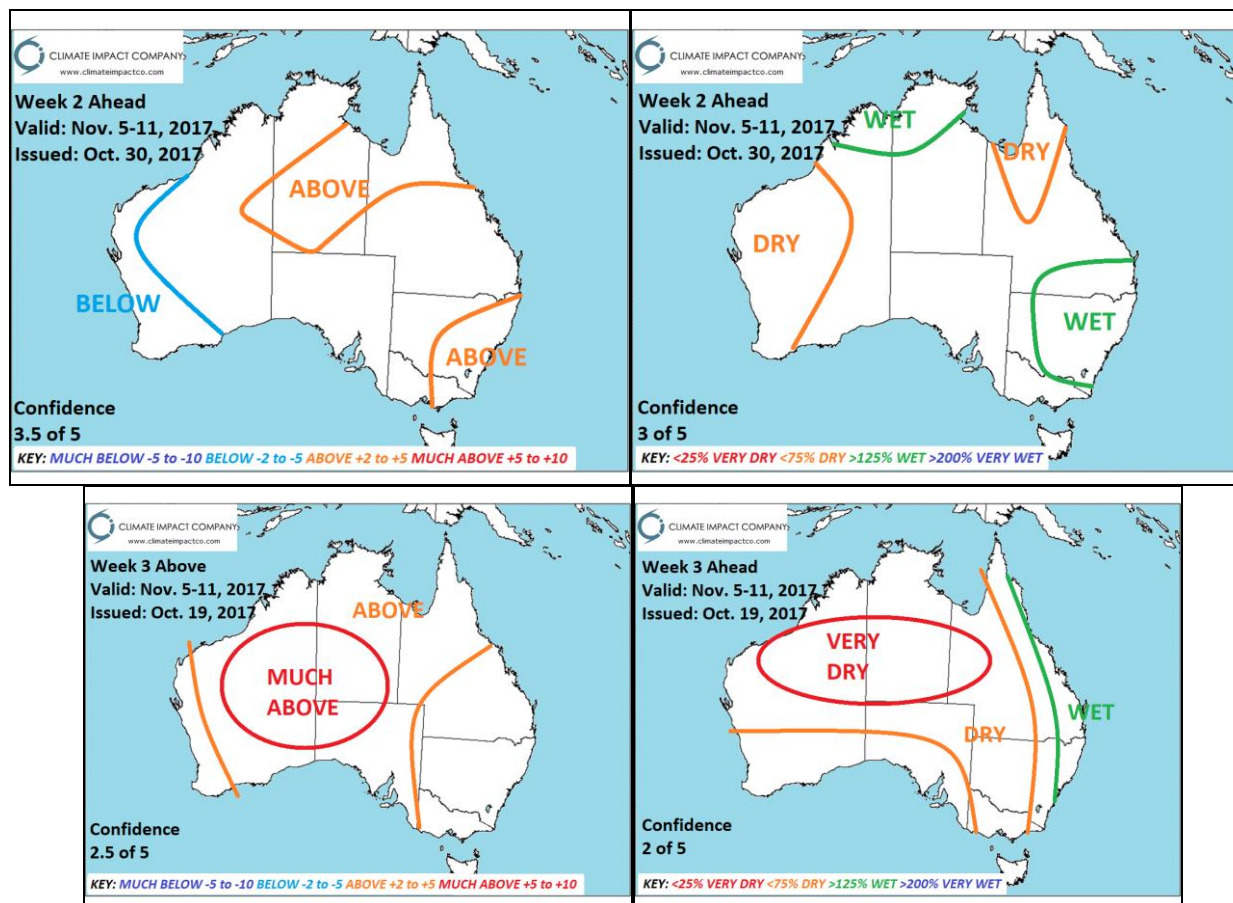 CLIMATE IMPACT COMPANY
www.climateimpactco.com
Week 2 Ahead
Valid: Nov. 5-11, 2017
Issued: Oct. 30, 2017
ABOVE
BELOW
ABOVE
Confidence
3.5 of 5
KEY: MUCH BELOW -5 to -10 BELOW -2 to -5 ABOVE +2 to +5 MUCH ABOVE +5 to +10
CLIMATE IMPACT COMPANY
www.climateimpactco.com
Week 2 Ahead
Valid: Nov. 5-11, 2017
Issued: Oct. 30, 2017
WET
DRY
DRY
WET
Confidence
3 of 5
KEY: <25% VERY DRY <75% DRY >125% WET >200% VERY WET
CLIMATE IMPACT COMPANY
www.climateimpactco.com
Week 3 Above
Valid: Nov. 5-11, 2017
Issued: Oct. 19, 2017
ABOVE
MUCH
ABOVE
Confidence
2.5 of 5
KEY: MUCH BELOW -5 to -10 BELOW -2 to -5 ABOVE +2 to +5 MUCH ABOVE +5 to +10
CLIMATE IMPACT COMPANY
www.climateimpactco.com
Week 3 Ahead
Valid: Nov. 5-11, 2017
Issued: Oct. 19, 2017
VERY
DRY
WET
DRY
Confidence
2 of 5
KEY: <25% VERY DRY <75% DRY >125% WET >200% VERY WET